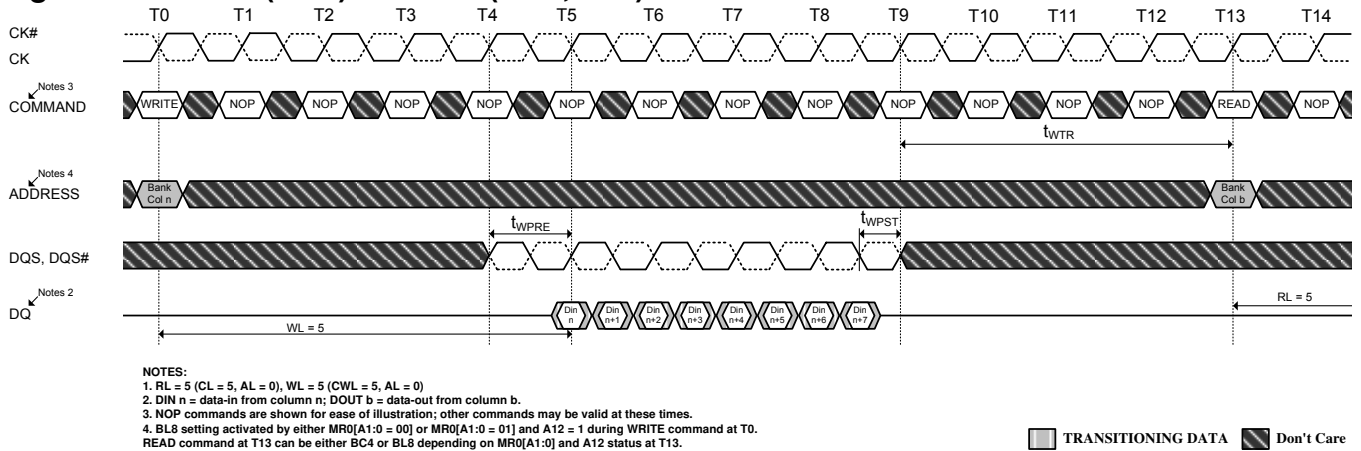 T0 T1 T2 T3 T4 T5 T6 T7 T8 T9 T10 T11 T12 T13 T14
CK#
CK
Notes 3
COMMAND
WRITE NOP NOP NOP NOP NOP NOP NOP NOP NOP NOP NOP NOP READ NOP
tWTR
Notes 4
ADDRESS
Bank Bank
Col n Col b
tWPRE tWPST
DQS, DQS#
Notes 2
DQ
Din Din Din Din Din Din Din Din
n n+1 n+2 n+3 n+4 n+5 n+6 n+7
RL = 5
WL = 5
NOTES:
1. RL = 5 (CL = 5, AL = 0), WL = 5 (CWL = 5, AL = 0)
2. DIN n = data-in from column n; DOUT b = data-out from column b.
3. NOP commands are shown for ease of illustration; other commands may be valid at these times.
4. BL8 setting activated by either MR0[A1:0 = 00] or MR0[A1:0 = 01] and A12 = 1 during WRITE command at T0.
READ command at T13 can be either BC4 or BL8 depending on MR0[A1:0] and A12 status at T13.
TRANSITIONING DATA Don't Care